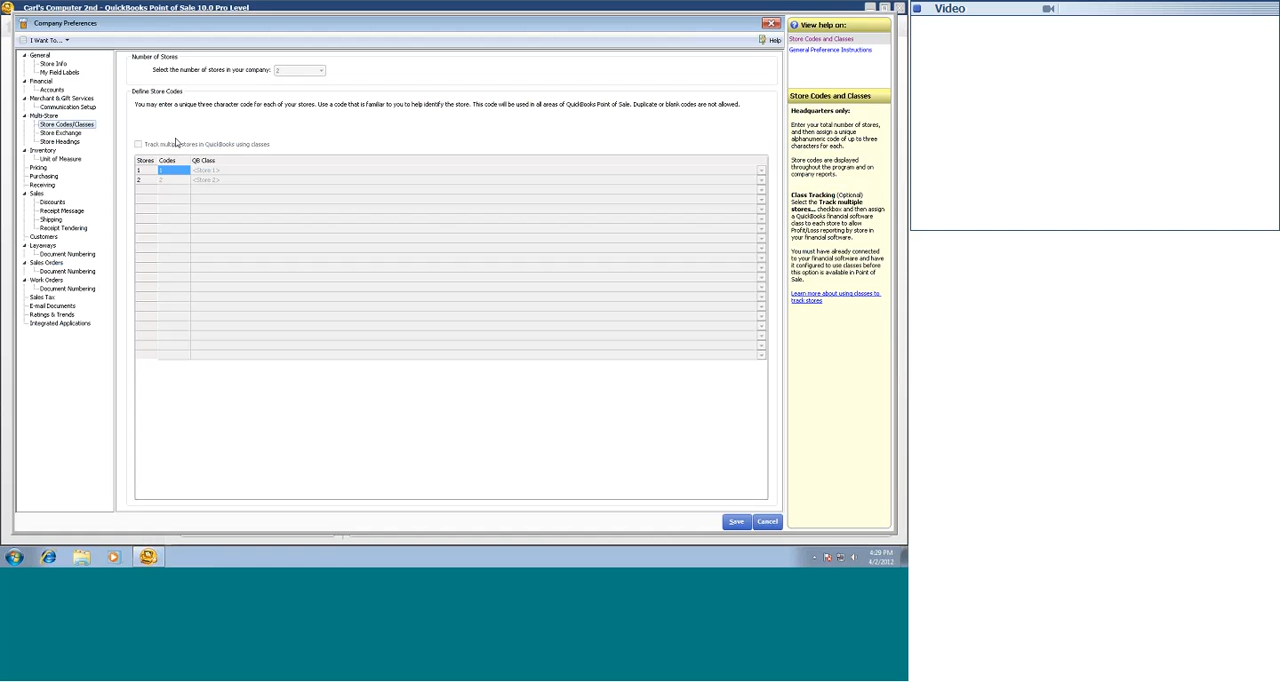 Carl's Computer 2nd - QuickBooks Point of Sale 10.0 Pro Level
Video
Company Preferences
I Want To...
Help
General
Store Info
My Field Labels
Financial
Accounts
Merchant & Gift Services
Communication Setup
Multi-Store
Store Codes/Classes
Store Exchange
Store Headings
Inventory
Unit of Measure
Pricing
Purchasing
Receiving
Sales
Discounts
Receipt Message
Shipping
Receipt Tendering
Customers
Layaways
Document Numbering
Sales Orders
Document Numbering
Work Orders
Document Numbering
Sales Tax
E-mail Documents
Ratings & Trends
Integrated Applications
Number of Stores
Select the number of stores in your company: 2
Define Store Codes
You may enter a unique three character code for each of your stores. Use a code that is familiar to you to help identify the store. This code will be used in all areas of QuickBooks Point of Sale. Duplicate or blank codes are not allowed.
Track multiple stores in QuickBooks using classes
Stores Codes QB Class
1 1 <Store 1>
2 2 <Store 2>
Save Cancel
View help on:
Store Codes and Classes
General Preference Instructions
Store Codes and Classes
Headquarters only:
Enter your total number of stores,
and then assign a unique
alphanumeric code of up to three
characters for each.
Store codes are displayed
throughout the program and on
company reports.
Class Tracking (Optional)
Select the Track multiple
stores... checkbox and then assign
a QuickBooks financial software
class to each store to allow
Profit/Loss reporting by store in
your financial software.
You must have already connected
to your financial software and have
it configured to use classes before
this option is available in Point of
Sale.
Learn more about using classes to
track stores
4:29 PM
4/2/2012